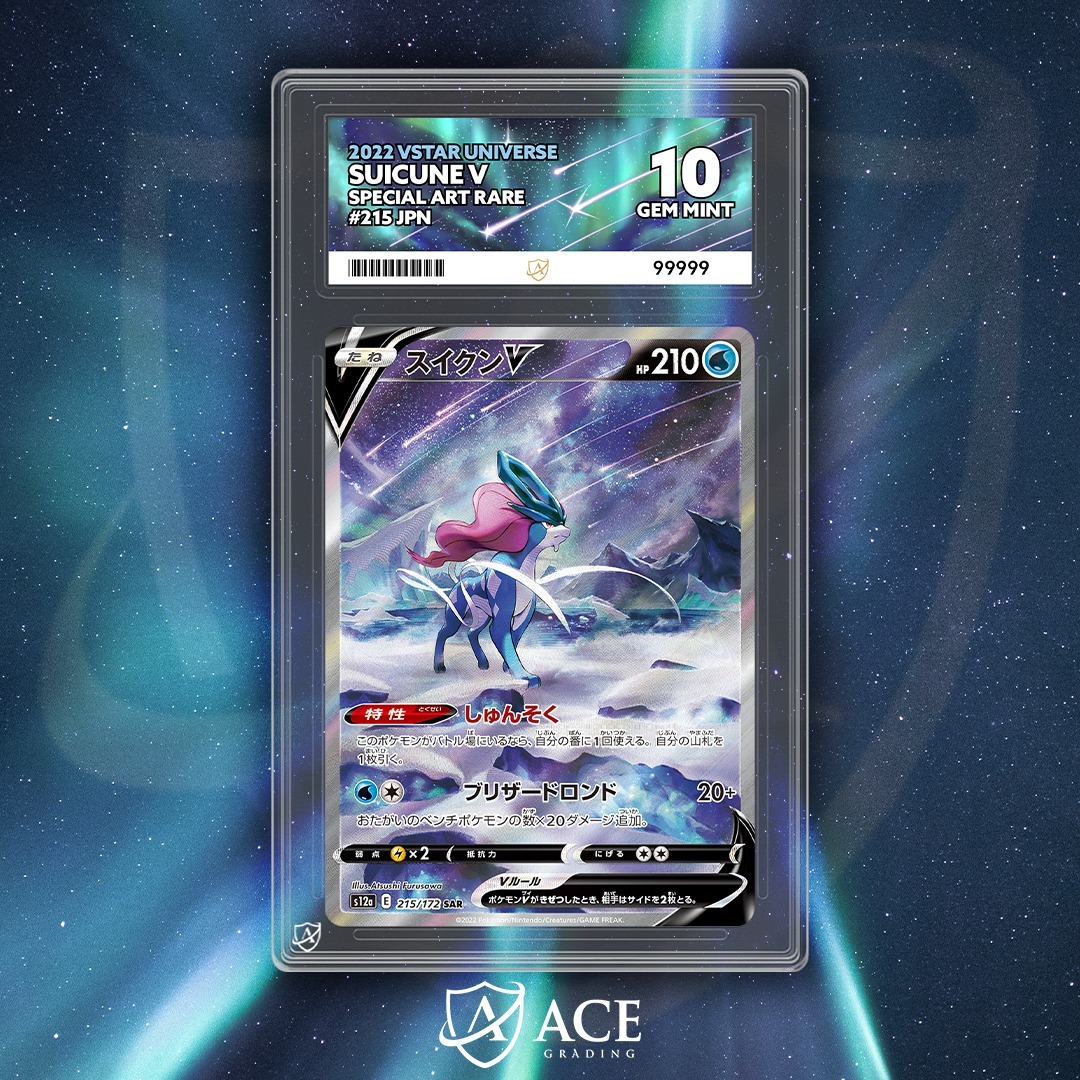 2022 VSTAR UNIVERSE
SUICUNE V
SPECIAL ART RARE
#215 JPN
10
GEM MINT
99999
たね
スイクンV
HP 210
特性
とくせい
しゅんそく
このポケモンがバトル場にいるなら、自分の番に1回使える。自分の山札を
1枚引く。
ブリザードロンド
20+
おたがいのベンチポケモンの数×20ダメージ追加。
弱点 ×2 抵抗力 にげる
Illus. Atsushi Furusawa
Vルール
ポケモンVがきぜつしたとき、相手はサイドを2枚とる。
s12a E 215/172 SAR
©2022 Pokémon/Nintendo/Creatures/GAME FREAK.
ACE
GRADING